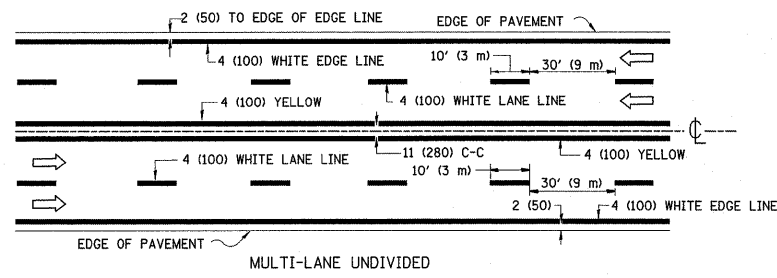 2 (50) TO EDGE OF EDGE LINE
EDGE OF PAVEMENT
4 (100) WHITE EDGE LINE
10' (3 m)
30' (9 m)
4 (100) YELLOW
4 (100) WHITE LANE LINE
℄
4 (100) WHITE LANE LINE
11 (280) C-C
4 (100) YELLOW
10' (3 m)
30' (9 m)
2 (50)
4 (100) WHITE EDGE LINE
EDGE OF PAVEMENT
MULTI-LANE UNDIVIDED